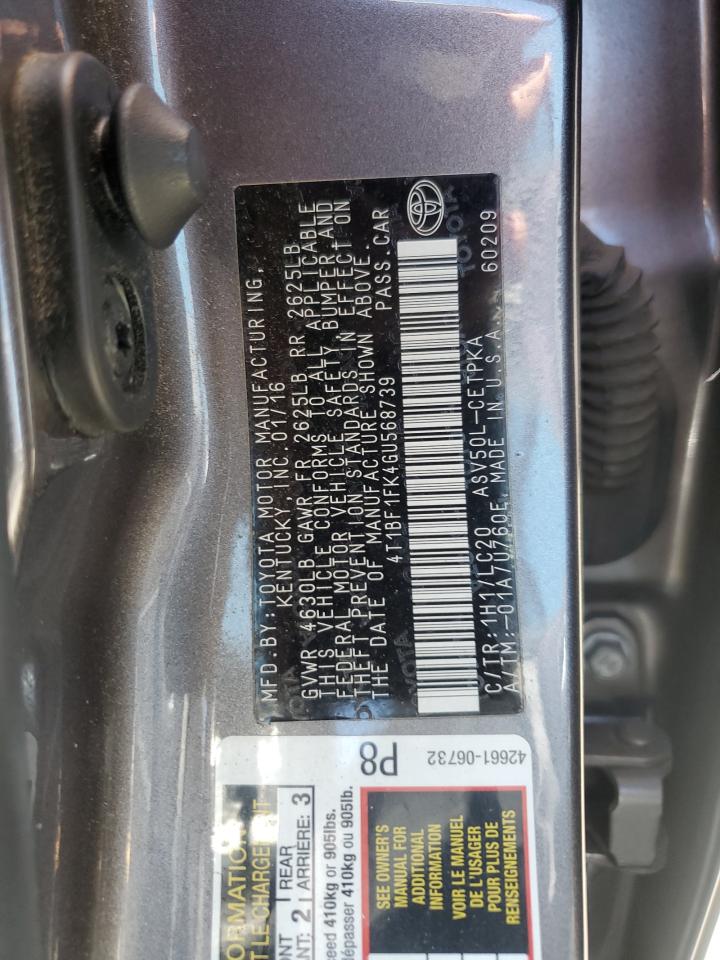 MFD. BY: TOYOTA MOTOR MANUFACTURING,
KENTUCKY, INC. 01/16
GVWR 4630LB GAWR FR 2625LB RR 2625LB
THIS VEHICLE CONFORMS TO ALL APPLICABLE
FEDERAL MOTOR VEHICLE SAFETY, BUMPER, AND
THEFT PREVENTION STANDARDS IN EFFECT ON
THE DATE OF MANUFACTURE SHOWN ABOVE.
4T1BF1FK4GU568739 PASS. CAR
C/TR: 1H1/LC20 ASV50L-CETPKA
A/TM: -01A/U760E MADE IN U.S.A. 60209
TOYOTA
P8
42661-06732
2 REAR
ARRIÈRE: 3
410kg or 905lbs.
410kg ou 905lb.
SEE OWNER'S
MANUAL FOR
ADDITIONAL
INFORMATION
VOIR LE MANUEL
DE L'USAGER
POUR PLUS DE
RENSEIGNEMENTS